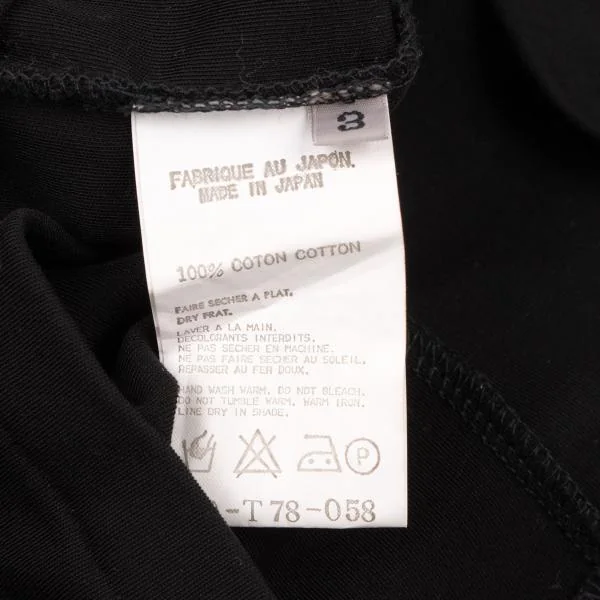 3
FABRIQUE AU JAPON.
MADE IN JAPAN
100% COTON COTTON
FAIRE SECHER A PLAT.
DRY FRAT.
LAVER A LA MAIN.
DECOLORANTS INTERDITS.
NE PAS SECHER EN MACHINE.
NE PAS FAIRE SECHER AU SOLEIL.
REPASSER AU FER DOUX.
HAND WASH WARM, DO NOT BLEACH.
DO NOT TUMBLE WARM, WARM IRON.
LINE DRY IN SHADE.
P
-T78-058